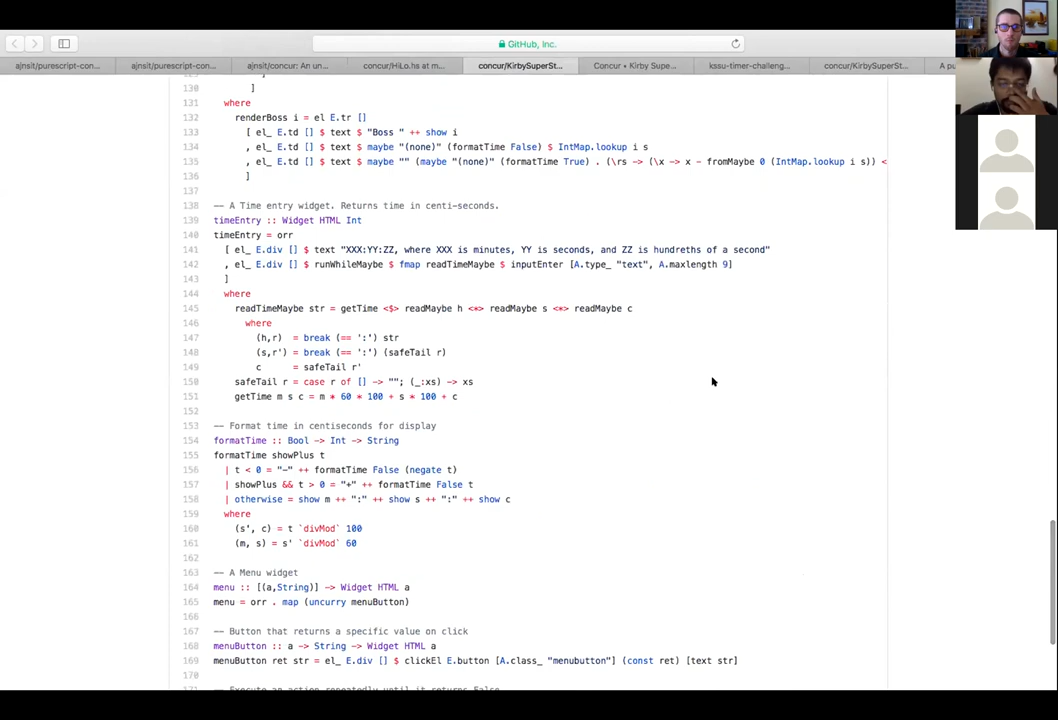 GitHub, Inc.
ajnsit/purescript-con...
ajnsit/purescript-con...
ajnsit/concur: An un...
concur/HiLo.hs at m...
concur/KirbySuperSt...
Concur • Kirby Supe...
kssu-timer-challeng...
concur/KirbySuperSt...
130 ]
131 where
132 renderBoss i = el E.tr []
133 [ el_ E.td [] $ text $ "Boss " ++ show i
134 , el_ E.td [] $ text $ maybe "(none)" (formatTime False) $ IntMap.lookup i s
135 , el_ E.td [] $ text $ maybe "" (maybe "(none)" (formatTime True) . (\rs -> (\x -> x - fromMaybe 0 (IntMap.lookup i s)) <
136 ]
137
138 -- A Time entry widget. Returns time in centi-seconds.
139 timeEntry :: Widget HTML Int
140 timeEntry = orr
141 [ el_ E.div [] $ text "XXX:YY:ZZ, where XXX is minutes, YY is seconds, and ZZ is hundreths of a second"
142 , el_ E.div [] $ runWhileMaybe $ fmap readTimeMaybe $ inputEnter [A.type_ "text", A.maxlength 9]
143 ]
144 where
145 readTimeMaybe str = getTime <$> readMaybe h <*> readMaybe s <*> readMaybe c
146 where
147 (h,r) = break (== ':') str
148 (s,r') = break (== ':') (safeTail r)
149 c = safeTail r'
150 safeTail r = case r of [] -> ""; (_:xs) -> xs
151 getTime m s c = m * 60 * 100 + s * 100 + c
152
153 -- Format time in centiseconds for display
154 formatTime :: Bool -> Int -> String
155 formatTime showPlus t
156 | t < 0 = "-" ++ formatTime False (negate t)
157 | showPlus && t > 0 = "+" ++ formatTime False t
158 | otherwise = show m ++ ":" ++ show s ++ ":" ++ show c
159 where
160 (s', c) = t `divMod` 100
161 (m, s) = s' `divMod` 60
162
163 -- A Menu widget
164 menu :: [(a,String)] -> Widget HTML a
165 menu = orr . map (uncurry menuButton)
166
167 -- Button that returns a specific value on click
168 menuButton :: a -> String -> Widget HTML a
169 menuButton ret str = el_ E.div [] $ clickEl E.button [A.class_ "menubutton"] (const ret) [text str]
170